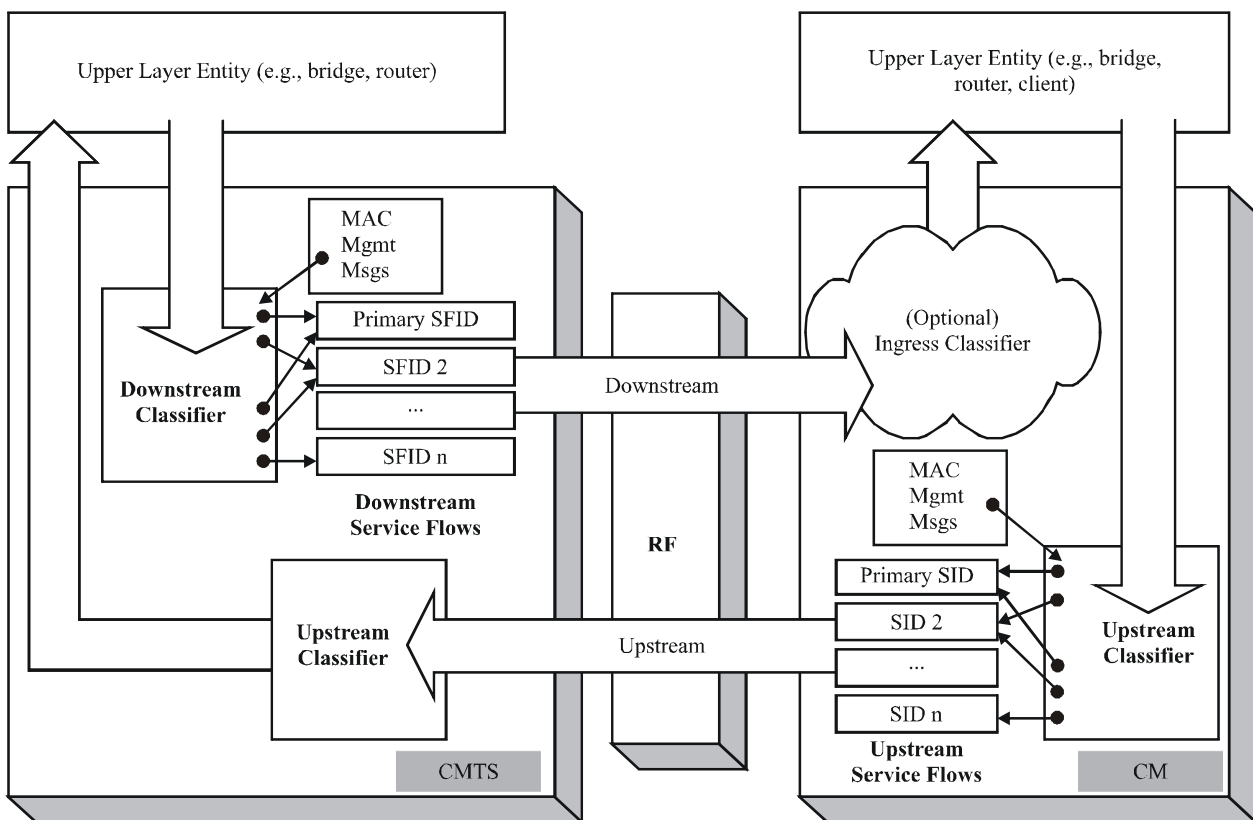 Upper Layer Entity (e.g., bridge, router)
Upper Layer Entity (e.g., bridge,
router, client)
MAC
Mgmt
Msgs
Primary SFID
SFID 2
...
SFID n
Downstream
Classifier
Downstream
Service Flows
Downstream
(Optional)
Ingress Classifier
RF
MAC
Mgmt
Msgs
Primary SID
SID 2
...
SID n
Upstream
Classifier
Upstream
Service Flows
Upstream
Upstream
Classifier
CMTS
CM